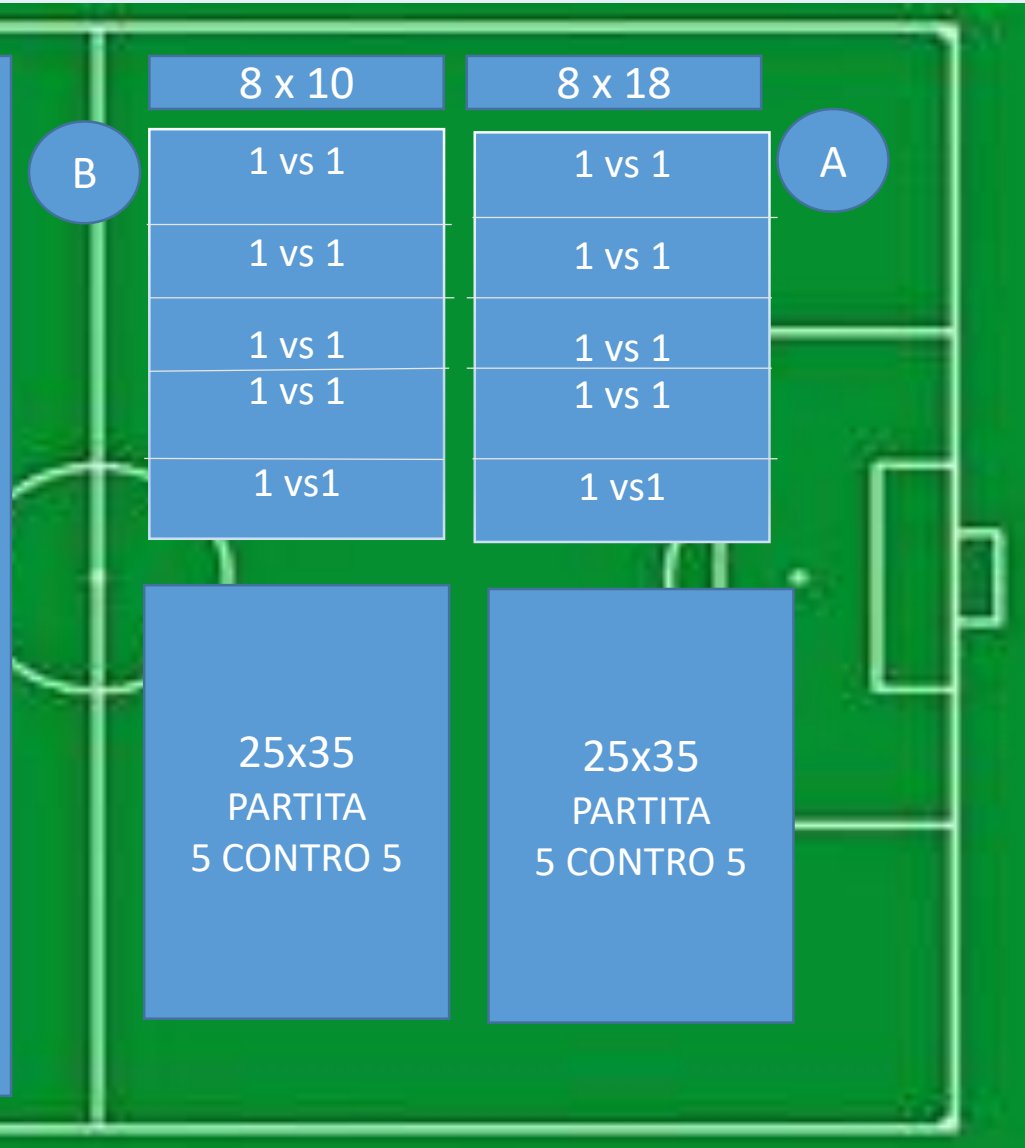 8 x 10
8 x 18
B
1 vs 1
1 vs 1
1 vs 1
1 vs 1
1 vs1
1 vs 1
1 vs 1
1 vs 1
1 vs 1
1 vs1
A
25x35
PARTITA
5 CONTRO 5
25x35
PARTITA
5 CONTRO 5